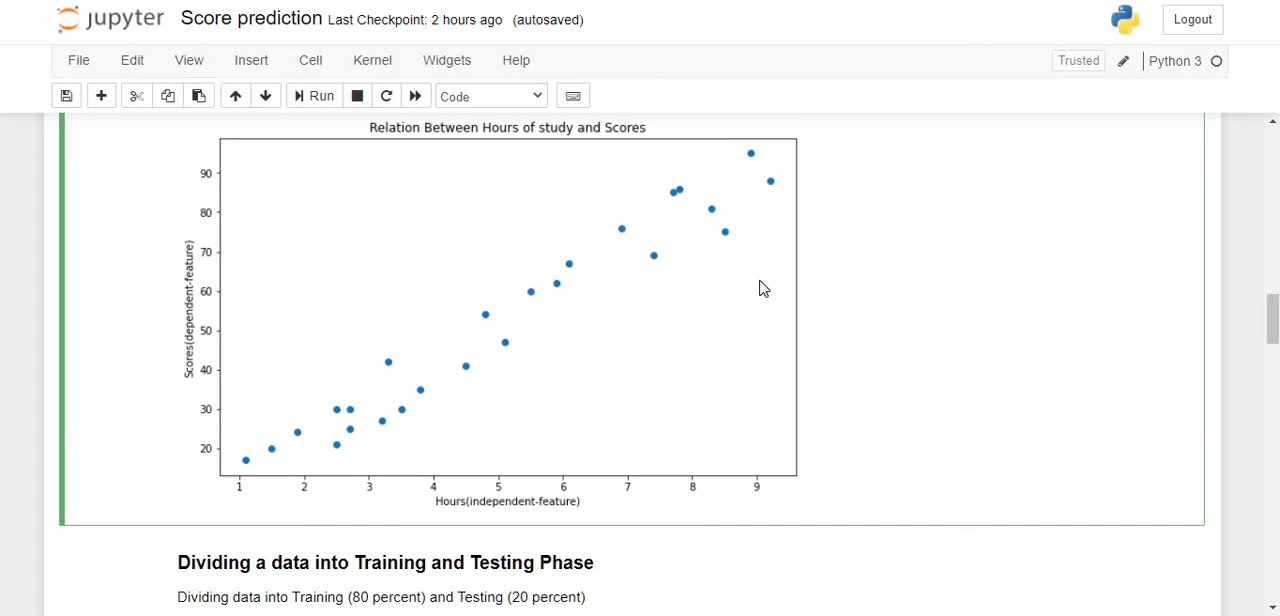 jupyter Score prediction Last Checkpoint: 2 hours ago (autosaved) Logout
File Edit View Insert Cell Kernel Widgets Help Trusted Python 3
Run Code
Relation Between Hours of study and Scores
90
80
70
60
50
40
30
20
Scores(dependent-feature)
1 2 3 4 5 6 7 8 9
Hours(independent-feature)
Dividing a data into Training and Testing Phase
Dividing data into Training (80 percent) and Testing (20 percent)